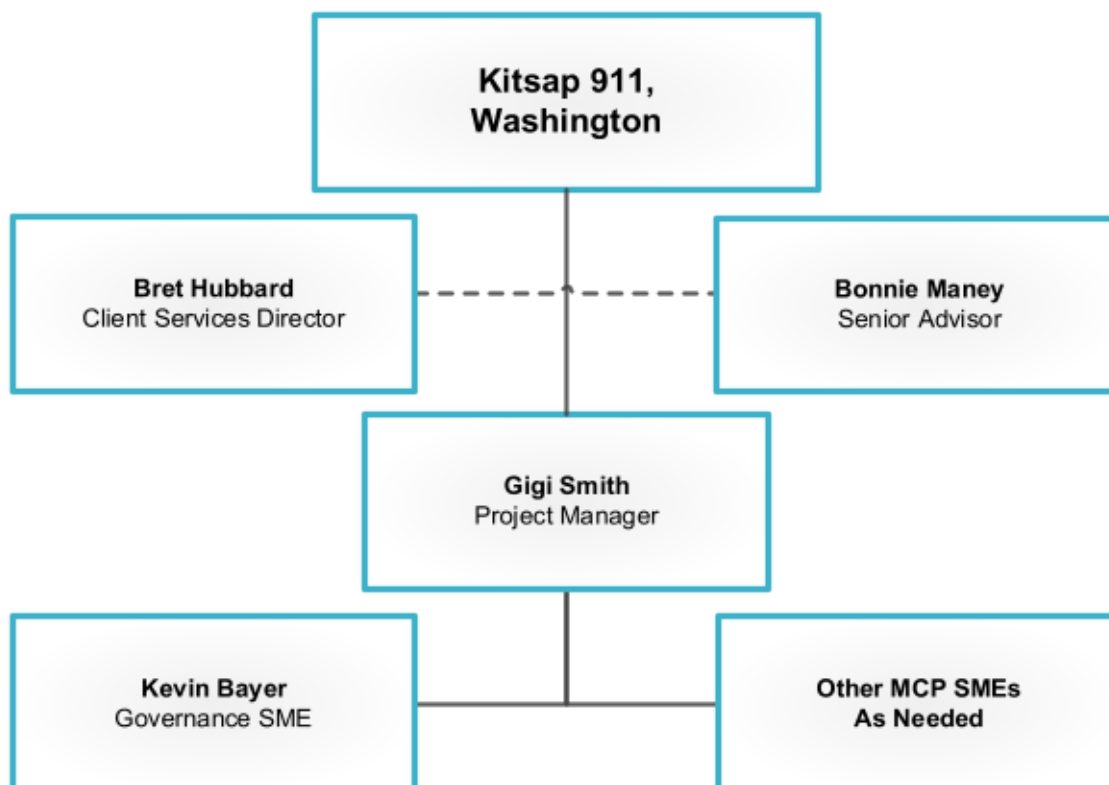 Kitsap 911,
Washington
Bret Hubbard
Client Services Director
Bonnie Maney
Senior Advisor
Gigi Smith
Project Manager
Kevin Bayer
Governance SME
Other MCP SMEs
As Needed